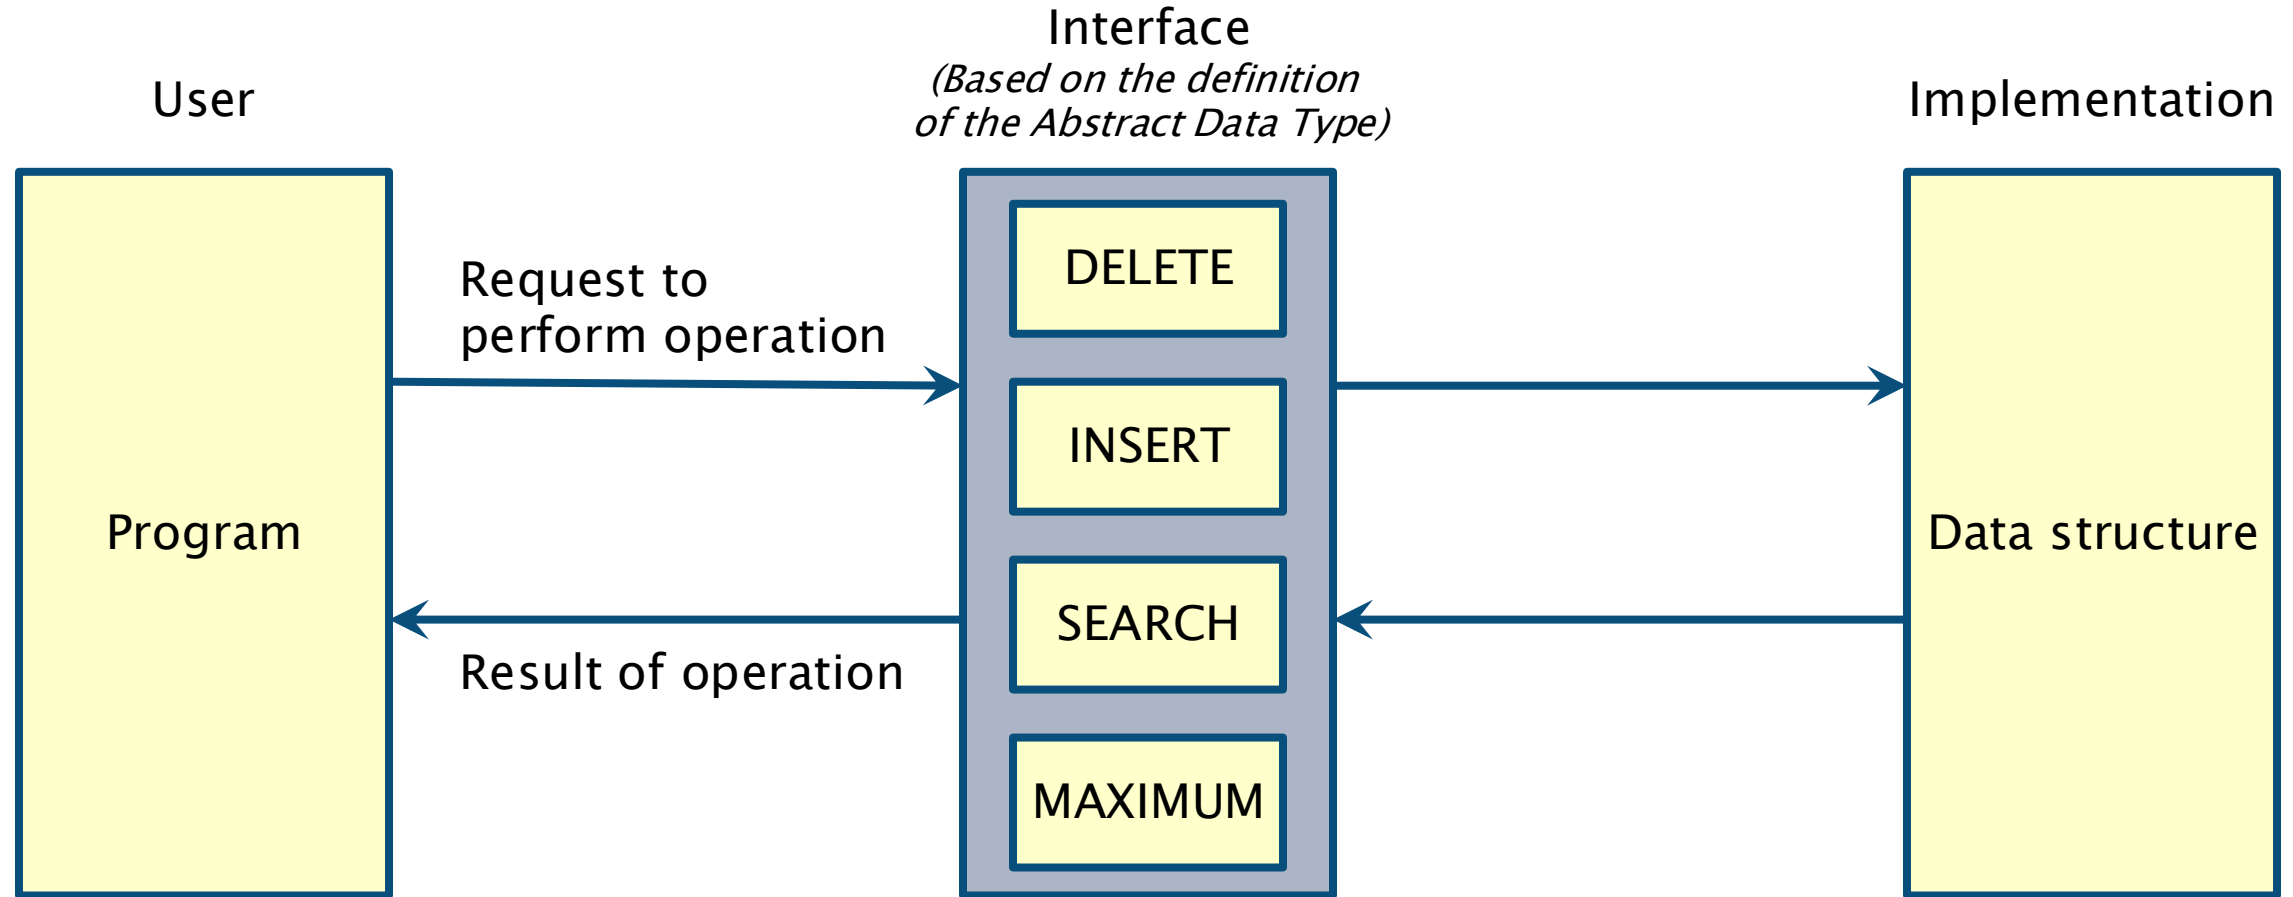 Interface
(Based on the definition
of the Abstract Data Type)
User
Implementation
DELETE
Request to
perform operation
INSERT
Program
Data structure
SEARCH
Result of operation
MAXIMUM